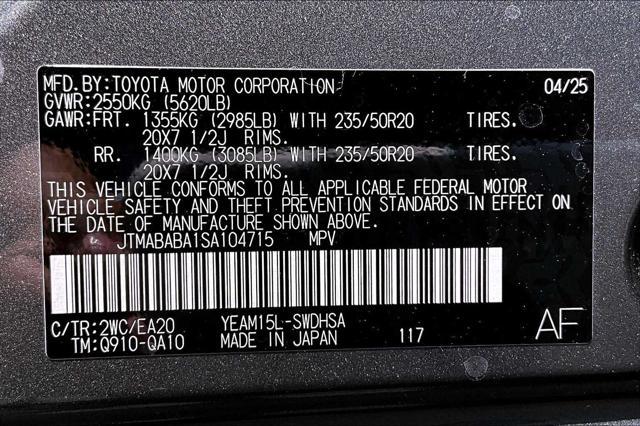 MFD.BY:TOYOTA MOTOR CORPORATION 04/25
GVWR:2550KG (5620LB)
GAWR:FRT. 1355KG (2985LB) WITH 235/50R20 TIRES.
20X7 1/2J RIMS.
RR. 1400KG (3085LB) WITH 235/50R20 TIRES.
20X7 1/2J RIMS.
THIS VEHICLE CONFORMS TO ALL APPLICABLE FEDERAL MOTOR
VEHICLE SAFETY AND THEFT PREVENTION STANDARDS IN EFFECT ON
THE DATE OF MANUFACTURE SHOWN ABOVE.
JTMABABA1SA104715 MPV
C/TR:2WC/EA20 YEAM15L-SWDHSA
TM:Q910-QA10 MADE IN JAPAN 117 AF